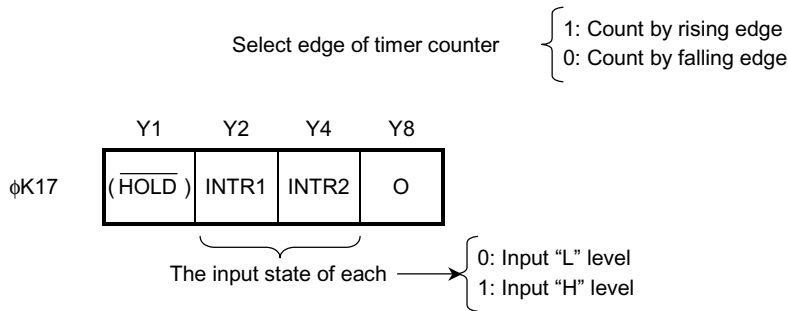 Select edge of timer counter
1: Count by rising edge
0: Count by falling edge
Y1 Y2 Y4 Y8
ϕK17 (H̅O̅L̅D̅) INTR1 INTR2 O
The input state of each
0: Input “L” level
1: Input “H” level